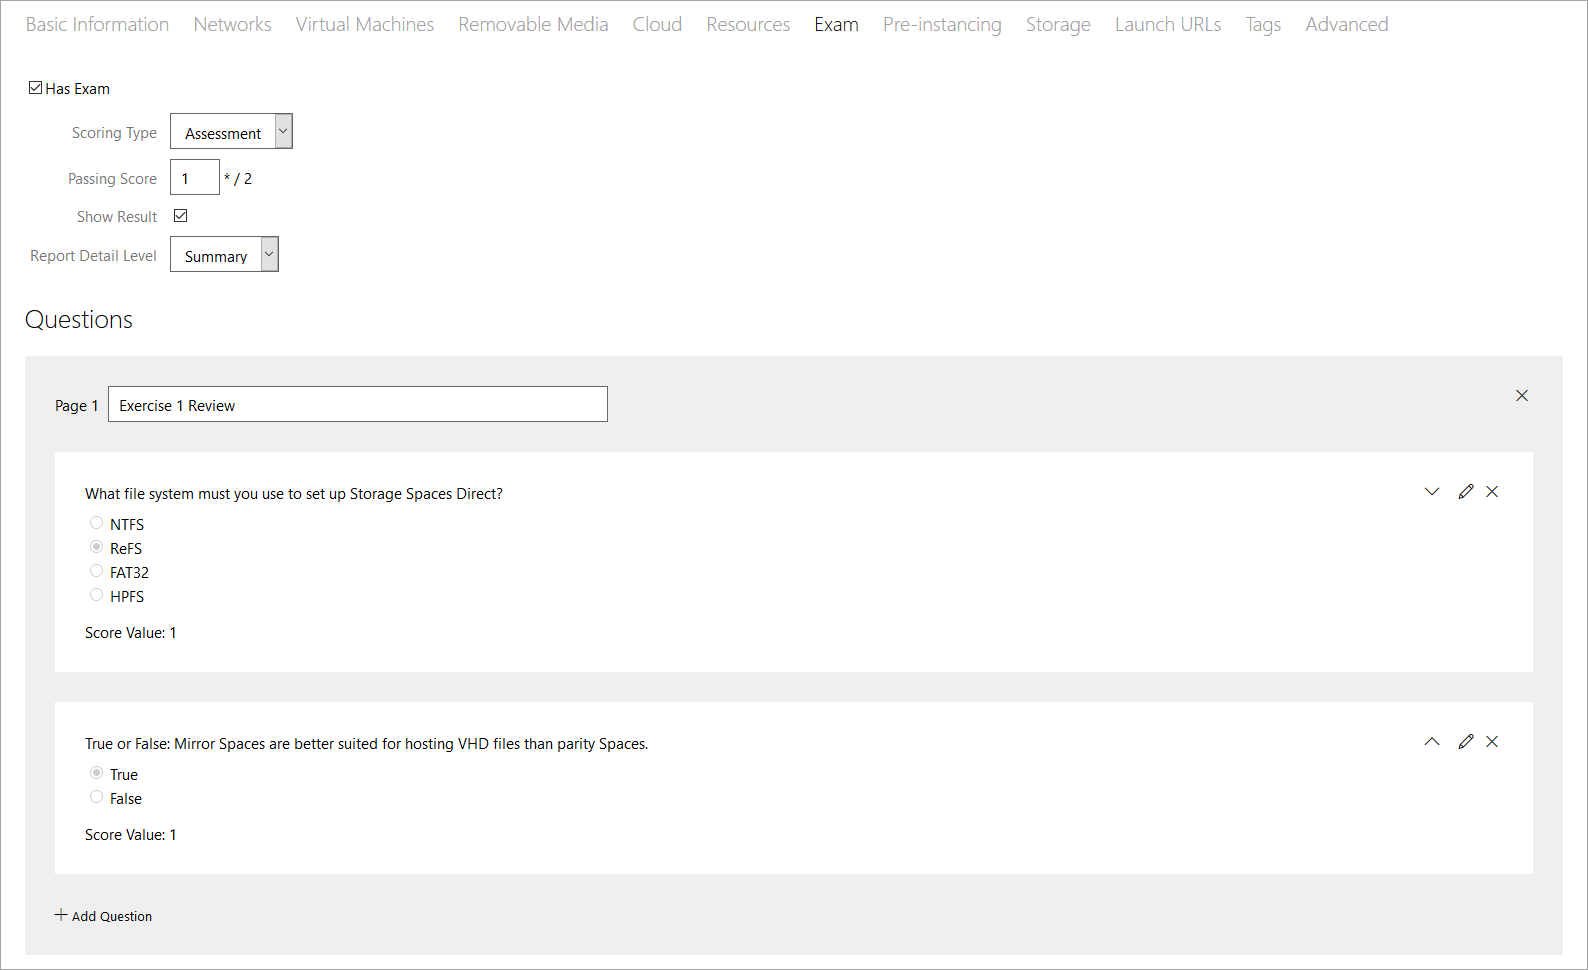 Basic Information Networks Virtual Machines Removable Media Cloud Resources Exam Pre-instancing Storage Launch URLs Tags Advanced
Has Exam
Scoring Type Assessment
Passing Score 1 * / 2
Show Result
Report Detail Level Summary
Questions
Page 1 Exercise 1 Review
What file system must you use to set up Storage Spaces Direct?
NTFS
ReFS
FAT32
HPFS
Score Value: 1
True or False: Mirror Spaces are better suited for hosting VHD files than parity Spaces.
True
False
Score Value: 1
Add Question